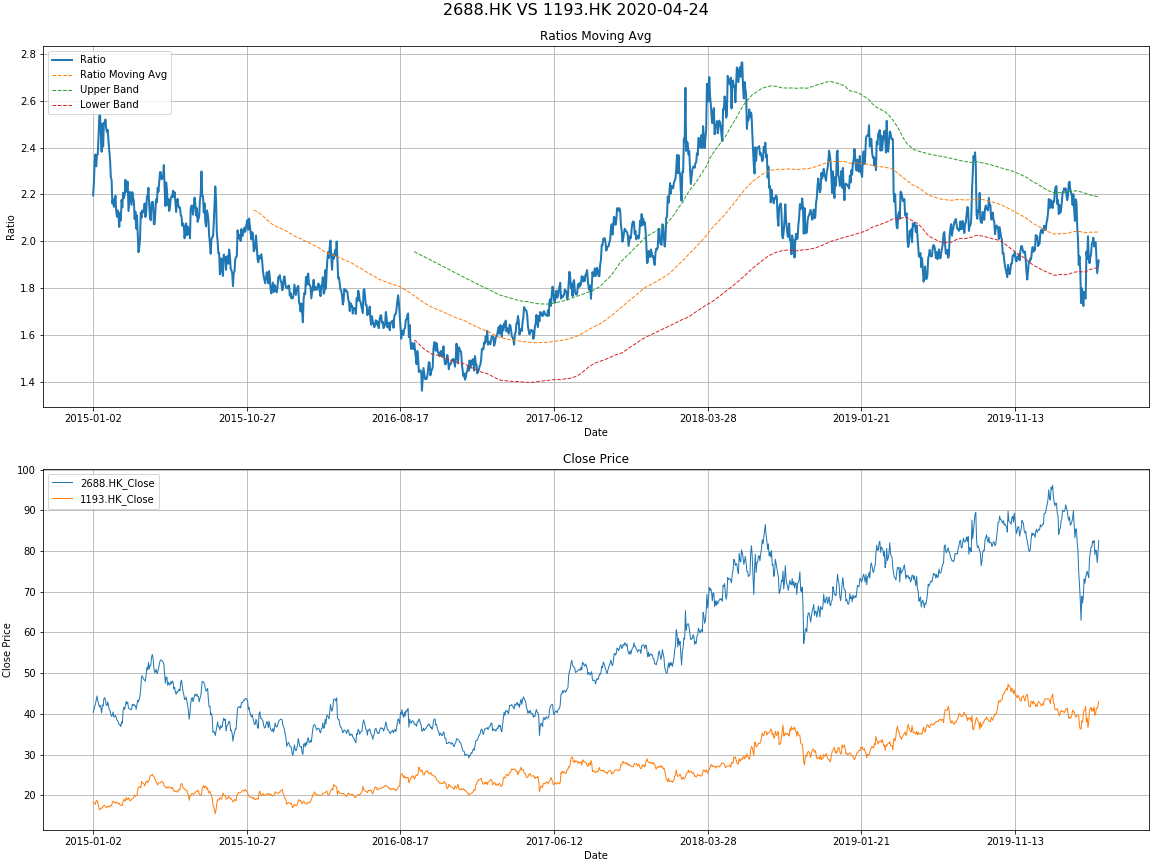 2688.HK VS 1193.HK 2020-04-24
Ratios Moving Avg
Ratio
Ratio Moving Avg
Upper Band
Lower Band
2.8
2.6
2.4
2.2
2.0
1.8
1.6
1.4
Ratio
2015-01-02 2015-10-27 2016-08-17 2017-06-12 2018-03-28 2019-01-21 2019-11-13
Date
Close Price
2688.HK_Close
1193.HK_Close
100
90
80
70
60
50
40
30
20
Close Price
2015-01-02 2015-10-27 2016-08-17 2017-06-12 2018-03-28 2019-01-21 2019-11-13
Date